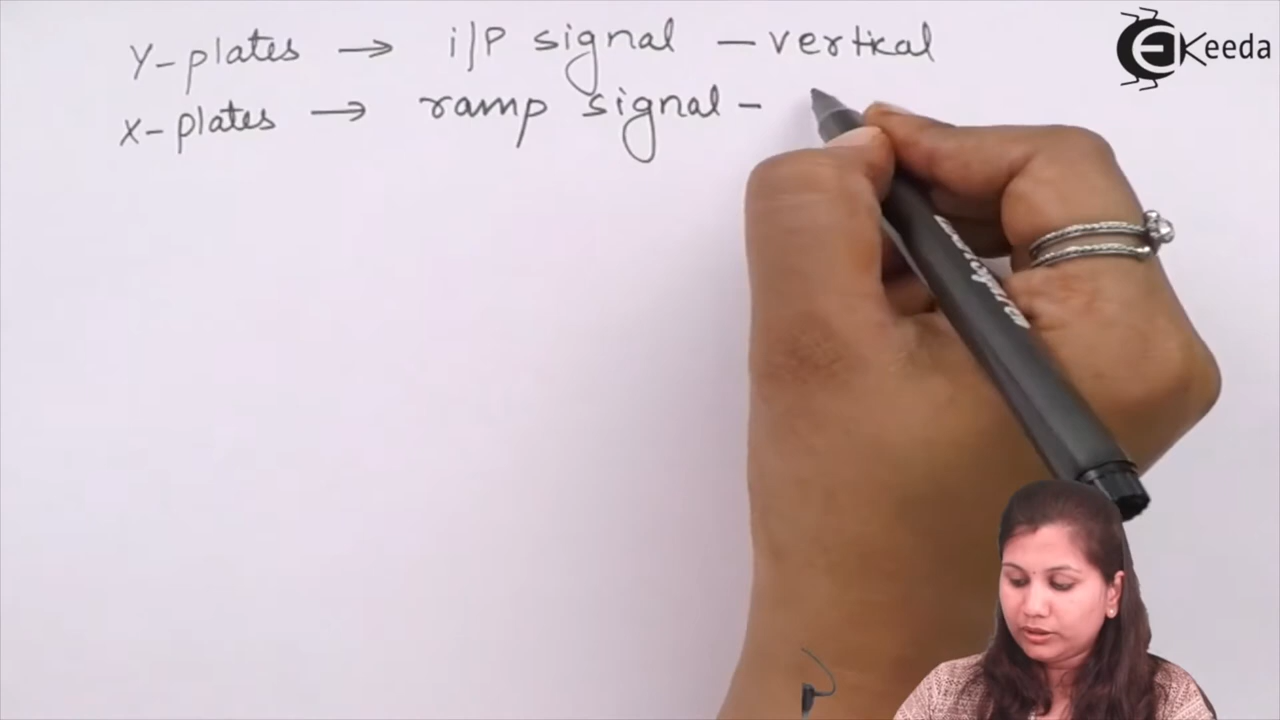 Y-plates → i/p signal - vertical
X-plates → ramp signal -
EKeeda